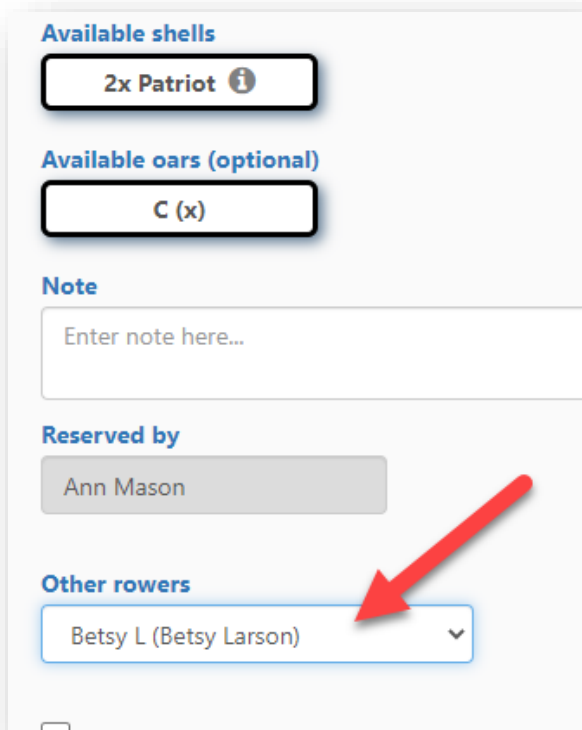 Available shells
2x Patriot
Available oars (optional)
C (x)
Note
Enter note here...
Reserved by
Ann Mason
Other rowers
Betsy L (Betsy Larson)